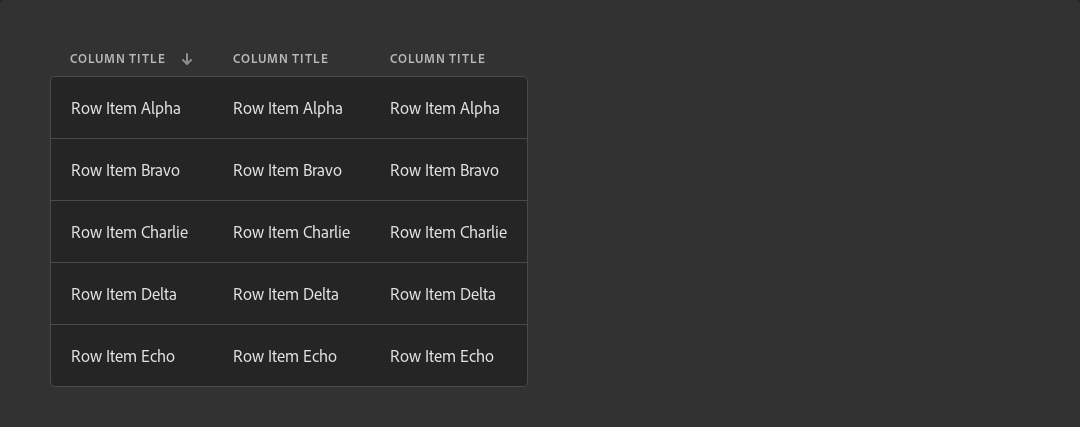 COLUMN TITLE COLUMN TITLE COLUMN TITLE
Row Item Alpha Row Item Alpha Row Item Alpha
Row Item Bravo Row Item Bravo Row Item Bravo
Row Item Charlie Row Item Charlie Row Item Charlie
Row Item Delta Row Item Delta Row Item Delta
Row Item Echo Row Item Echo Row Item Echo